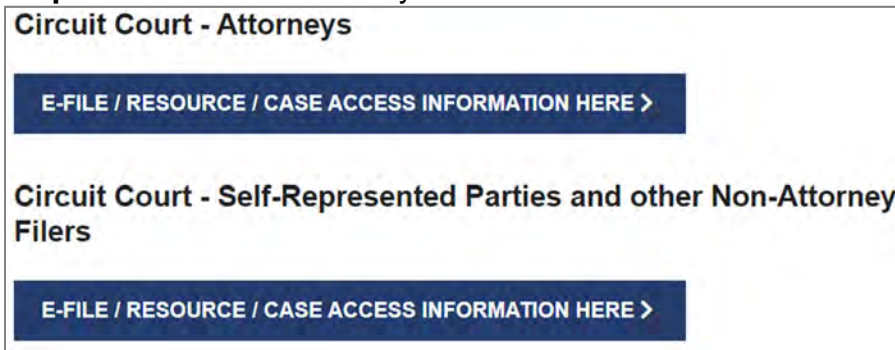 Circuit Court - Attorneys
E-FILE / RESOURCE / CASE ACCESS INFORMATION HERE >
Circuit Court - Self-Represented Parties and other Non-Attorney
Filers
E-FILE / RESOURCE / CASE ACCESS INFORMATION HERE >